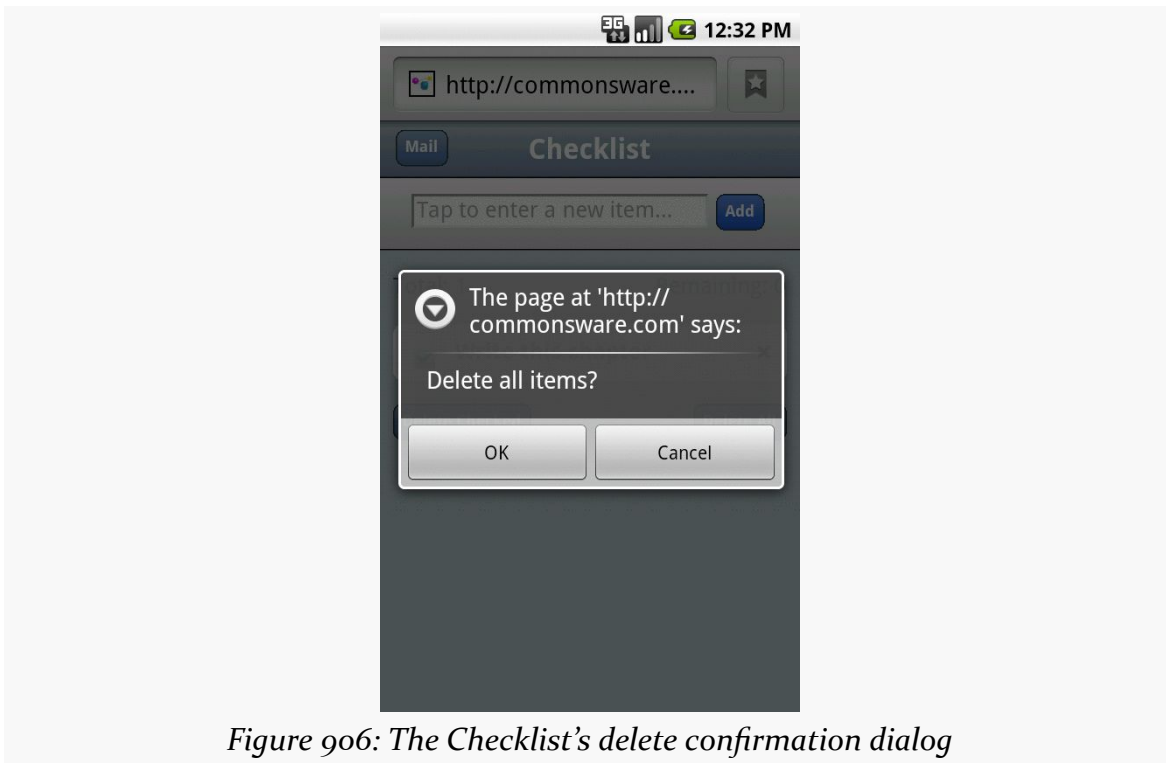 3G 12:32 PM
http://commonsware....
Mail Checklist
Tap to enter a new item... Add
The page at 'http://
commonsware.com' says:
Delete all items?
OK Cancel
Figure 906: The Checklist's delete confirmation dialog